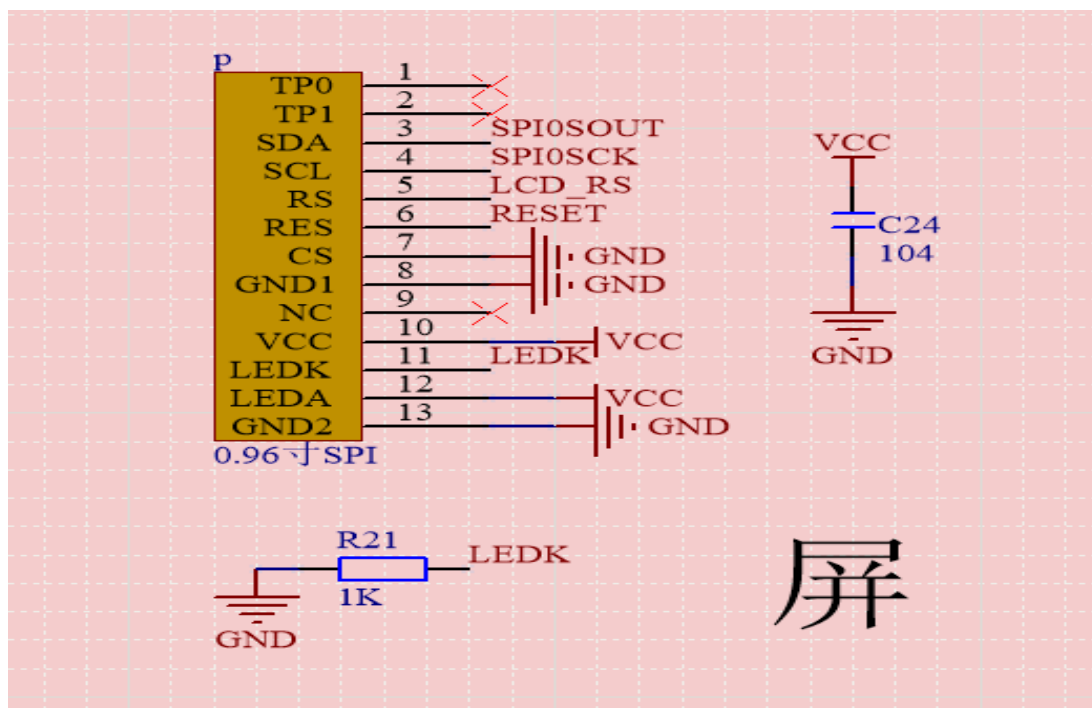 P
TP0 1
TP1 2
SDA 3 SPI0SOUT
SCL 4 SPI0SCK
RS 5 LCD_RS
RES 6 RESET
CS 7 GND
GND1 8 GND
NC 9
VCC 10 VCC
LEDK 11 LEDK
LEDA 12 VCC
GND2 13 GND
0.96寸SPI
VCC
C24
104
GND
R21
LEDK
1K
GND
屏